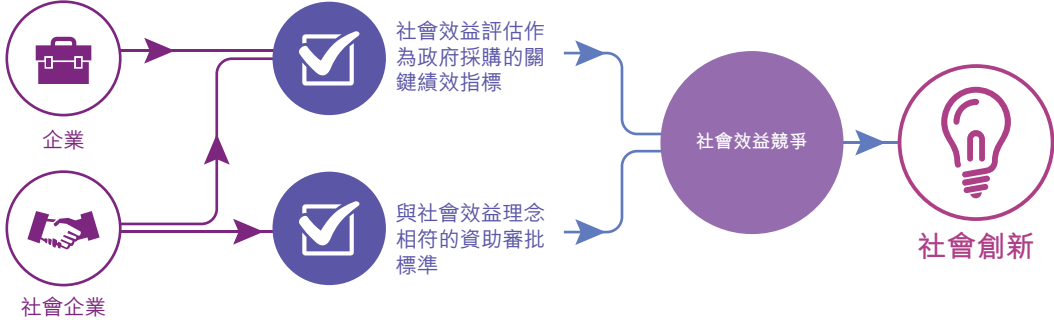 企業
社會企業
社會效益評估作
為政府採購的關
鍵績效指標
與社會效益理念
相符的資助審批
標準
社會效益競爭
社會創新